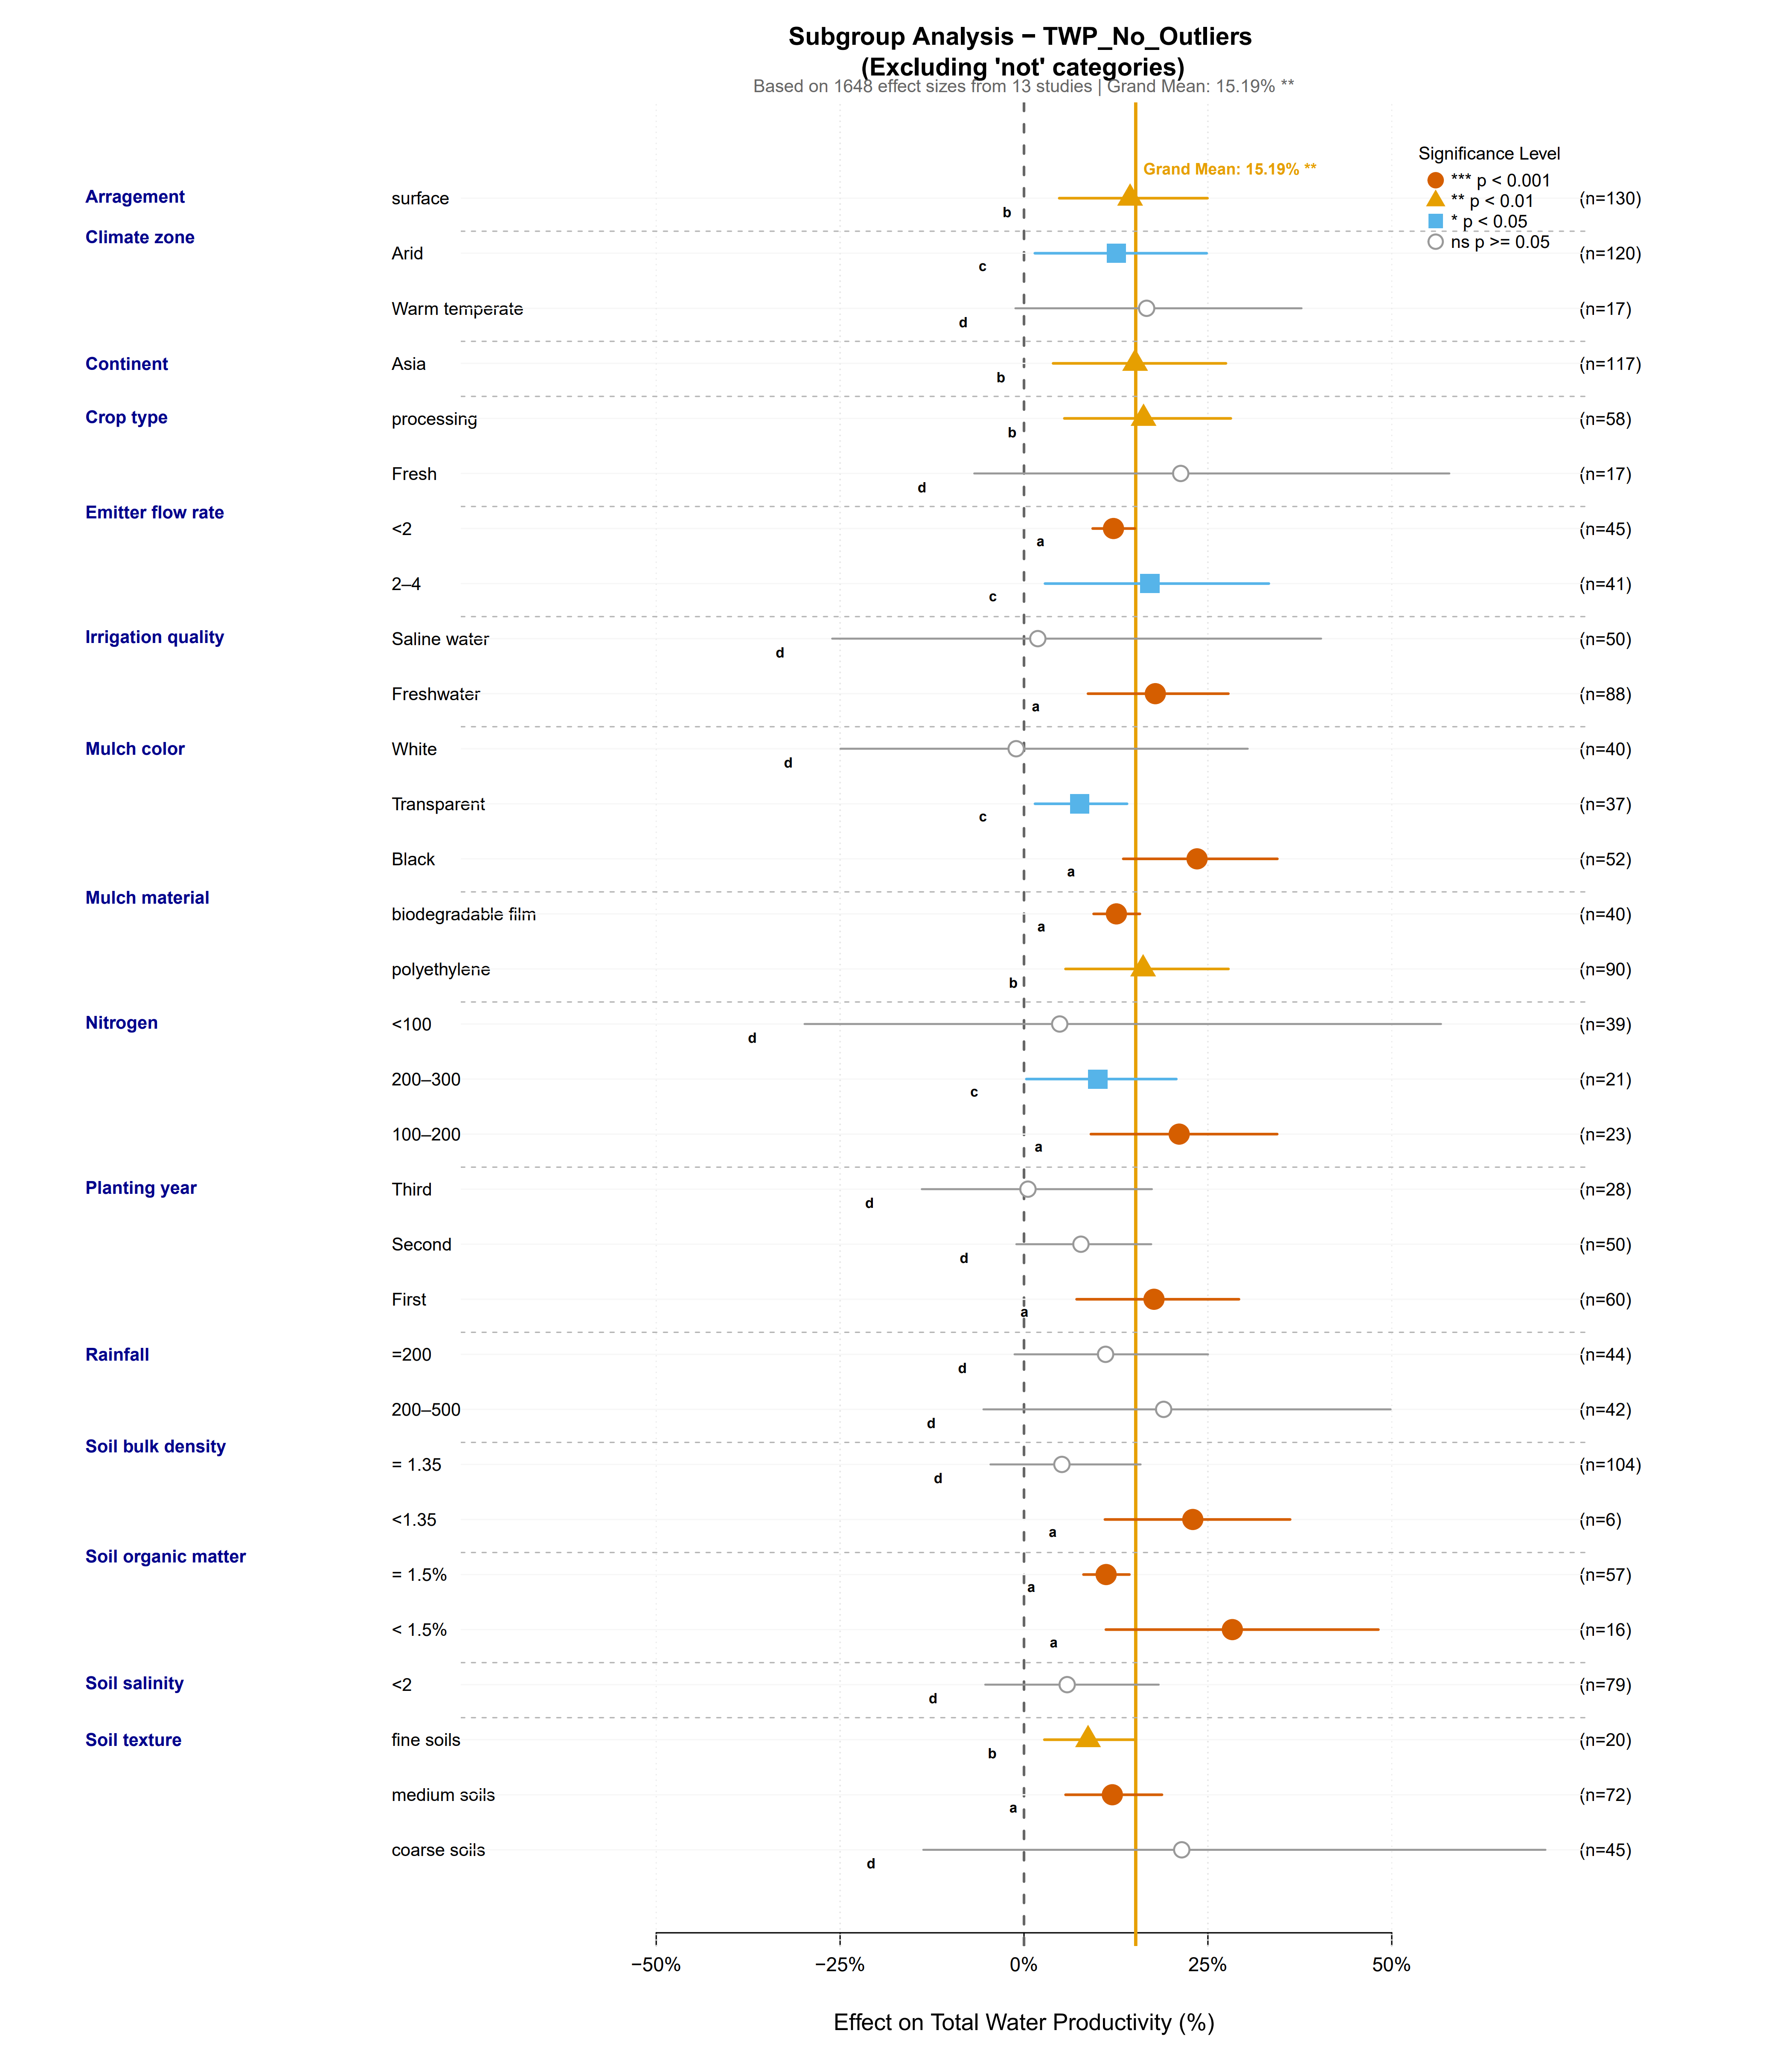 Subgroup Analysis − TWP_No_Outliers
(Excluding 'not' categories)
Based on 1648 effect sizes from 13 studies | Grand Mean: 15.19% **
Significance Level
*** p < 0.001
** p < 0.01
* p < 0.05
ns p >= 0.05
Grand Mean: 15.19% **
Arragement surface b (n=130)
Climate zone
Arid c (n=120)
Warm temperate d (n=17)
Continent Asia b (n=117)
Crop type processing b (n=58)
Fresh d (n=17)
Emitter flow rate
<2 a (n=45)
2–4 c (n=41)
Irrigation quality Saline water d (n=50)
Freshwater a (n=88)
Mulch color White d (n=40)
Transparent c (n=37)
Black a (n=52)
Mulch material
biodegradable film a (n=40)
polyethylene b (n=90)
Nitrogen <100 d (n=39)
200–300 c (n=21)
100–200 a (n=23)
Planting year Third d (n=28)
Second d (n=50)
First a (n=60)
Rainfall =200 d (n=44)
200–500 d (n=42)
Soil bulk density
= 1.35 d (n=104)
<1.35 a (n=6)
Soil organic matter
= 1.5% a (n=57)
< 1.5% a (n=16)
Soil salinity <2 d (n=79)
Soil texture fine soils b (n=20)
medium soils a (n=72)
coarse soils d (n=45)
−50% −25% 0% 25% 50%
Effect on Total Water Productivity (%)